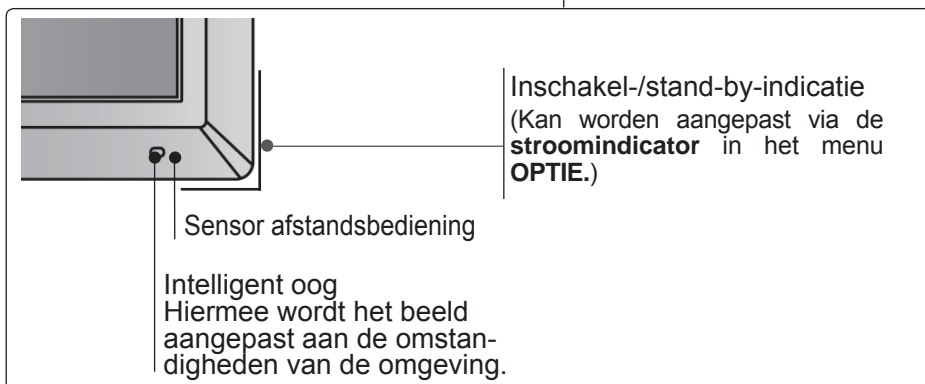 Inschakel-/stand-by-indicatie
(Kan worden aangepast via de
stroomindicator in het menu
OPTIE.)
Sensor afstandsbediening
Intelligent oog
Hiermee wordt het beeld
aangepast aan de omstan-
digheden van de omgeving.